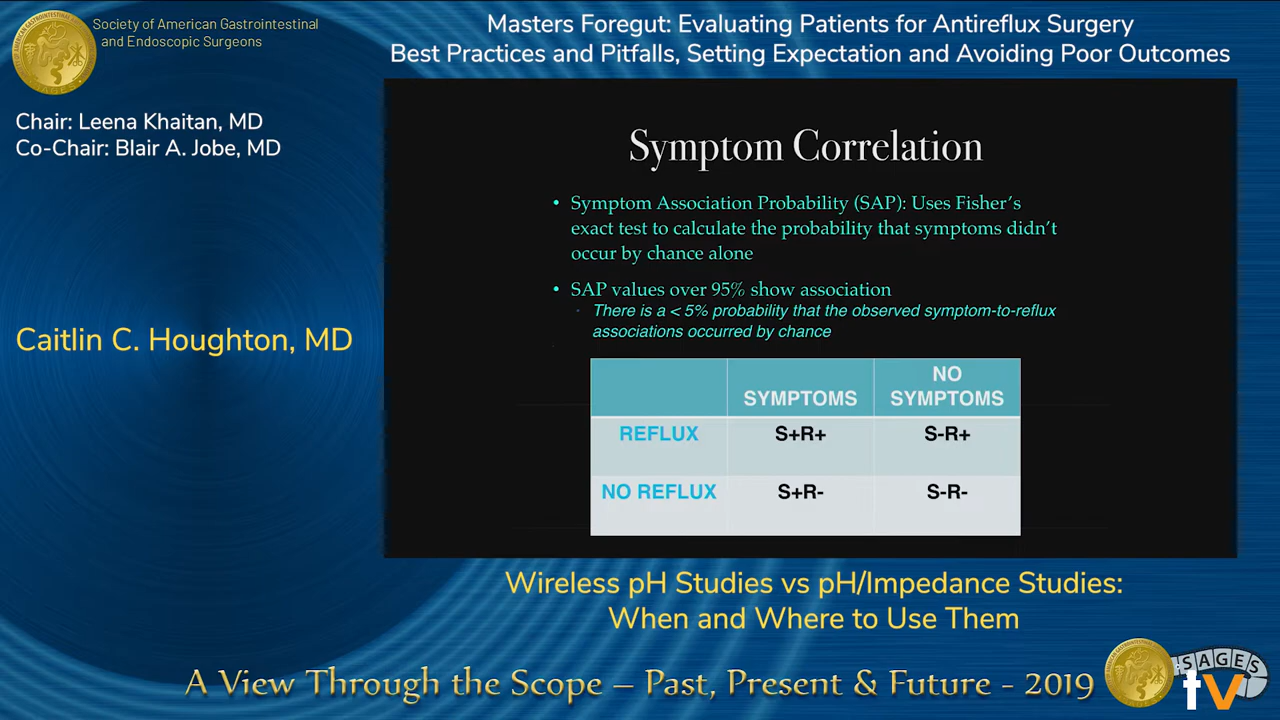 Society of American Gastrointestinal
and Endoscopic Surgeons
Masters Foregut: Evaluating Patients for Antireflux Surgery
Best Practices and Pitfalls, Setting Expectation and Avoiding Poor Outcomes
Chair: Leena Khaitan, MD
Co-Chair: Blair A. Jobe, MD
Caitlin C. Houghton, MD
Symptom Correlation
• Symptom Association Probability (SAP): Uses Fisher's
exact test to calculate the probability that symptoms didn't
occur by chance alone
• SAP values over 95% show association
• There is a < 5% probability that the observed symptom-to-reflux
associations occurred by chance
SYMPTOMS NO SYMPTOMS
REFLUX S+R+ S-R+
NO REFLUX S+R- S-R-
Wireless pH Studies vs pH/Impedance Studies:
When and Where to Use Them
A View Through the Scope – Past, Present & Future - 2019
SAGES
tv